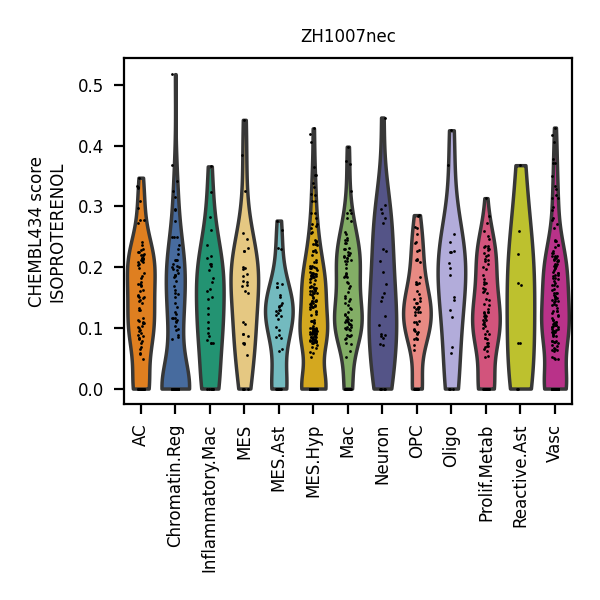 ZH1007nec
CHEMBL434 score
ISOPROTERENOL
0.5
0.4
0.3
0.2
0.1
0.0
AC
Chromatin.Reg
Inflammatory.Mac
MES
MES.Ast
MES.Hyp
Mac
Neuron
OPC
Oligo
Prolif.Metab
Reactive.Ast
Vasc